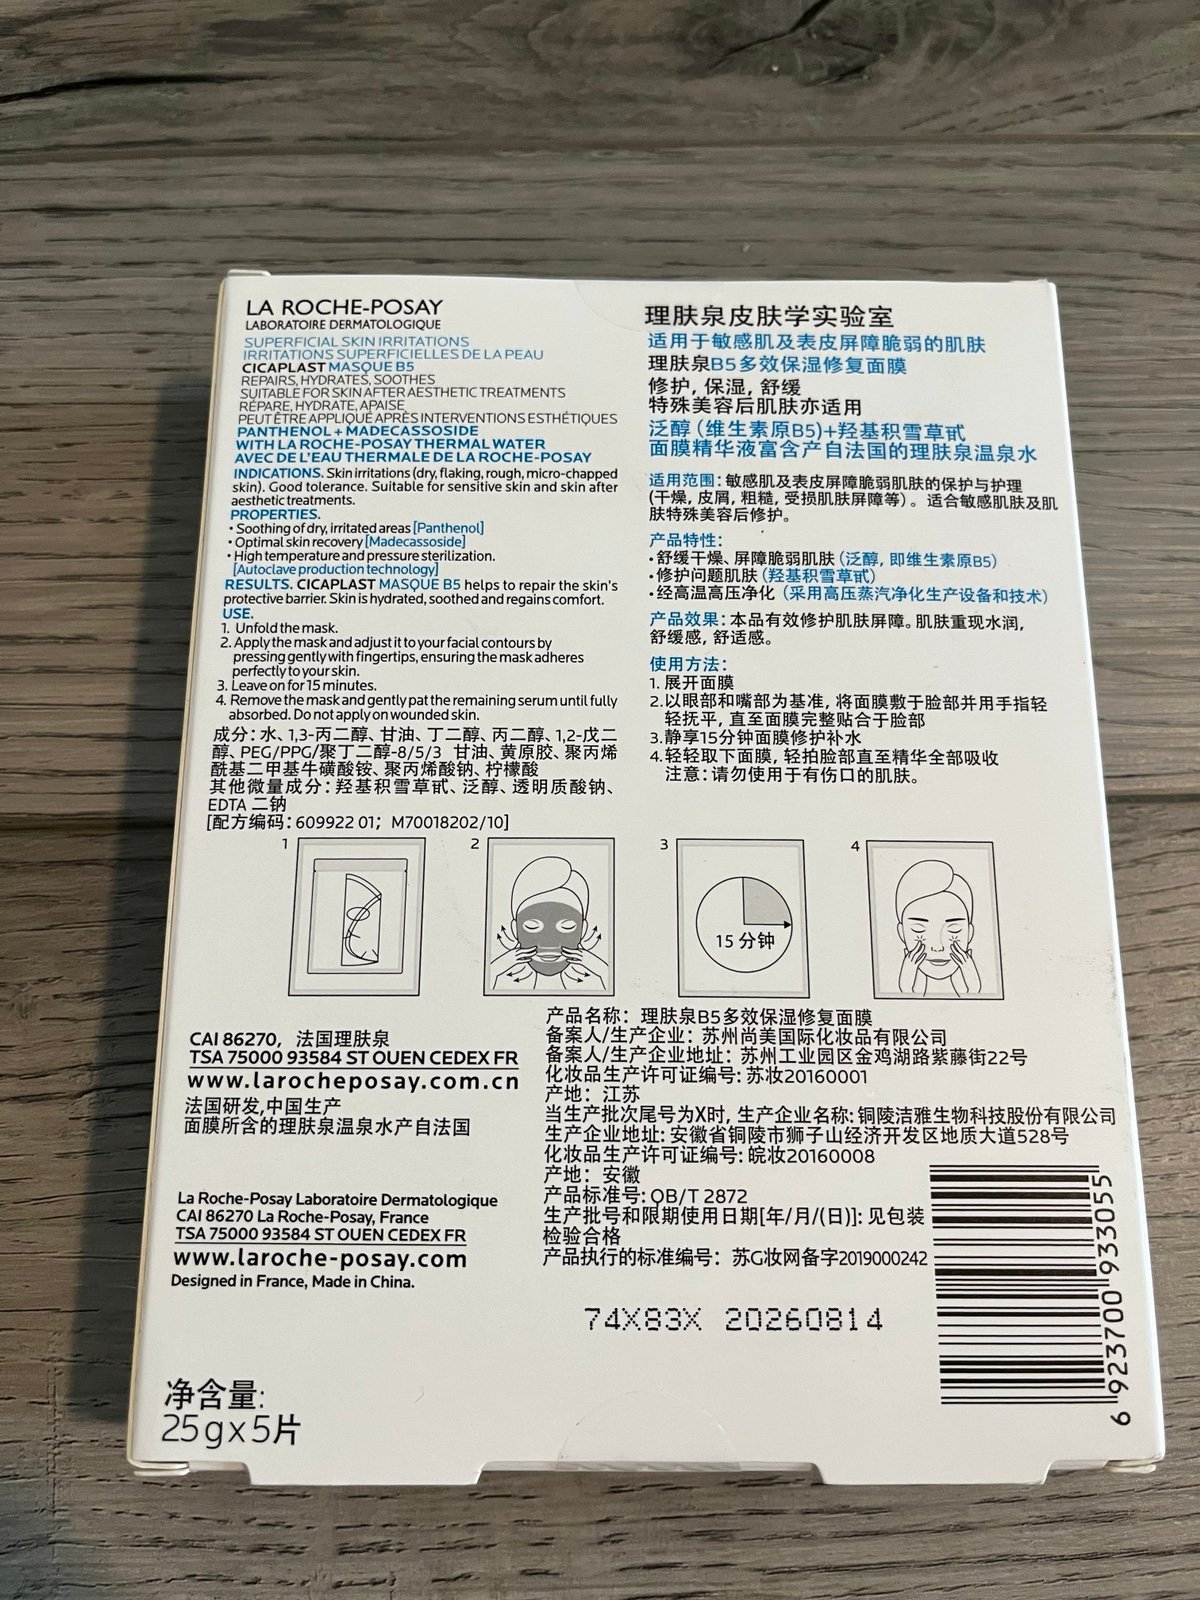 LA ROCHE-POSAY
LABORATOIRE DERMATOLOGIQUE
SUPERFICIAL SKIN IRRITATIONS
IRRITATIONS SUPERFICIELLES DE LA PEAU
CICAPLAST MASQUE B5
REPAIRS, HYDRATES, SOOTHES
SUITABLE FOR SKIN AFTER AESTHETIC TREATMENTS
RÉPARE, HYDRATE, APAISE
PEUT ÊTRE APPLIQUÉ APRÈS INTERVENTIONS ESTHÉTIQUES
PANTHENOL + MADECASSOSIDE
WITH LA ROCHE-POSAY THERMAL WATER
AVEC DE L'EAU THERMALE DE LA ROCHE-POSAY
INDICATIONS. Skin irritations (dry, flaking, rough, micro-chapped
skin). Good tolerance. Suitable for sensitive skin and skin after
aesthetic treatments.
PROPERTIES.
• Soothing of dry, irritated areas [Panthenol]
• Optimal skin recovery [Madecassoside]
• High temperature and pressure sterilization.
[Autoclave production technology]
RESULTS. CICAPLAST MASQUE B5 helps to repair the skin's
protective barrier. Skin is hydrated, soothed and regains comfort.
USE.
1. Unfold the mask.
2. Apply the mask and adjust it to your facial contours by
pressing gently with fingertips, ensuring the mask adheres
perfectly to your skin.
3. Leave on for 15 minutes.
4. Remove the mask and gently pat the remaining serum until fully
absorbed. Do not apply on wounded skin.
成分：水、1,3-丙二醇、甘油、丁二醇、丙二醇、1,2-戊二
醇、PEG/PPG/聚丁二醇-8/5/3 甘油、黄原胶、聚丙烯
酰基二甲基牛磺酸铵、聚丙烯酸钠、柠檬酸
其他微量成分：羟基积雪草甙、泛醇、透明质酸钠、
EDTA 二钠
[配方编码：609922 01；M70018202/10]
理肤泉皮肤学实验室
适用于敏感肌及表皮屏障脆弱的肌肤
理肤泉B5多效保湿修复面膜
修护，保湿，舒缓
特殊美容后肌肤亦适用
泛醇（维生素原B5）+羟基积雪草甙
面膜精华液富含产自法国的理肤泉温泉水
适用范围：敏感肌及表皮屏障脆弱肌肤的保护与护理
(干燥，皮屑，粗糙，受损肌肤屏障等）。适合敏感肌肤及肌
肤特殊美容后修护。
产品特性：
•舒缓干燥、屏障脆弱肌肤（泛醇，即维生素原B5）
•修护问题肌肤（羟基积雪草甙）
•经高温高压净化（采用高压蒸汽净化生产设备和技术）
产品效果：本品有效修护肌肤屏障。肌肤重现水润，
舒缓感，舒适感。
使用方法：
1. 展开面膜
2.以眼部和嘴部为基准，将面膜敷于脸部并用手指轻
轻抚平，直至面膜完整贴合于脸部
3.静享15分钟面膜修护补水
4.轻轻取下面膜，轻拍脸部直至精华全部吸收
注意：请勿使用于有伤口的肌肤。
1
2
3
15 分钟
4
CAI 86270，法国理肤泉
TSA 75000 93584 ST OUEN CEDEX FR
www.larocheposay.com.cn
法国研发,中国生产
面膜所含的理肤泉温泉水产自法国
La Roche-Posay Laboratoire Dermatologique
CAI 86270 La Roche-Posay, France
TSA 75000 93584 ST OUEN CEDEX FR
www.laroche-posay.com
Designed in France, Made in China.
产品名称：理肤泉B5多效保湿修复面膜
备案人/生产企业：苏州尚美国际化妆品有限公司
备案人/生产企业地址：苏州工业园区金鸡湖路紫藤街22号
化妆品生产许可证编号：苏妆20160001
产地：江苏
当生产批次尾号为X时，生产企业名称：铜陵洁雅生物科技股份有限公司
生产企业地址：安徽省铜陵市狮子山经济开发区地质大道528号
化妆品生产许可证编号：皖妆20160008
产地：安徽
产品标准号：QB/T 2872
生产批号和限期使用日期[年/月/(日)]：见包装
检验合格
产品执行的标准编号：苏G妆网备字2019000242
74X83X 20260814
6 923700 933055
净含量：
25g x 5片